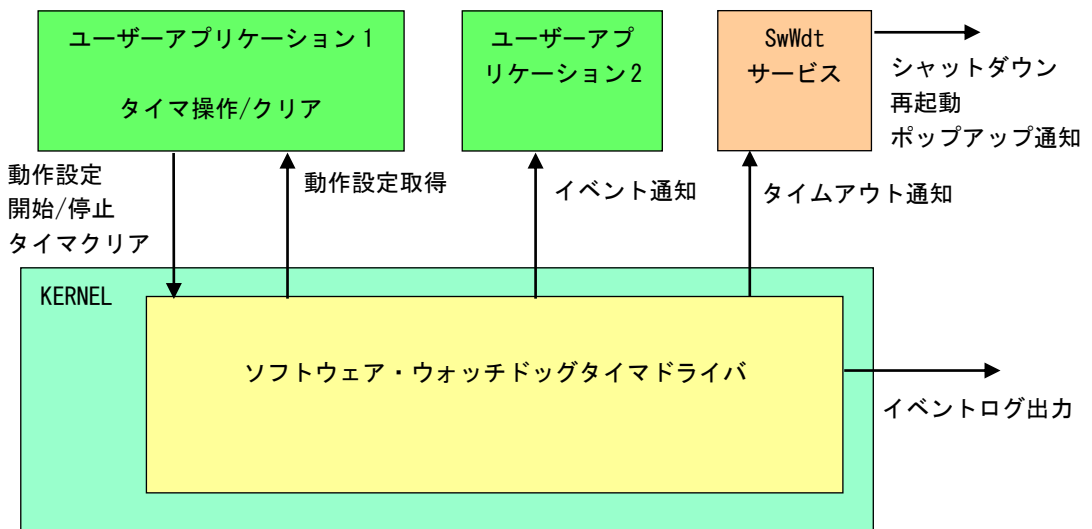 ユーザーアプリケーション1
タイマ操作/クリア
ユーザーアプ
リケーション2
SwWdt
サービス
シャットダウン
再起動
ポップアップ通知
動作設定
開始/停止
タイマクリア
動作設定取得
イベント通知
タイムアウト通知
KERNEL
ソフトウェア・ウォッチドッグタイマドライバ
イベントログ出力